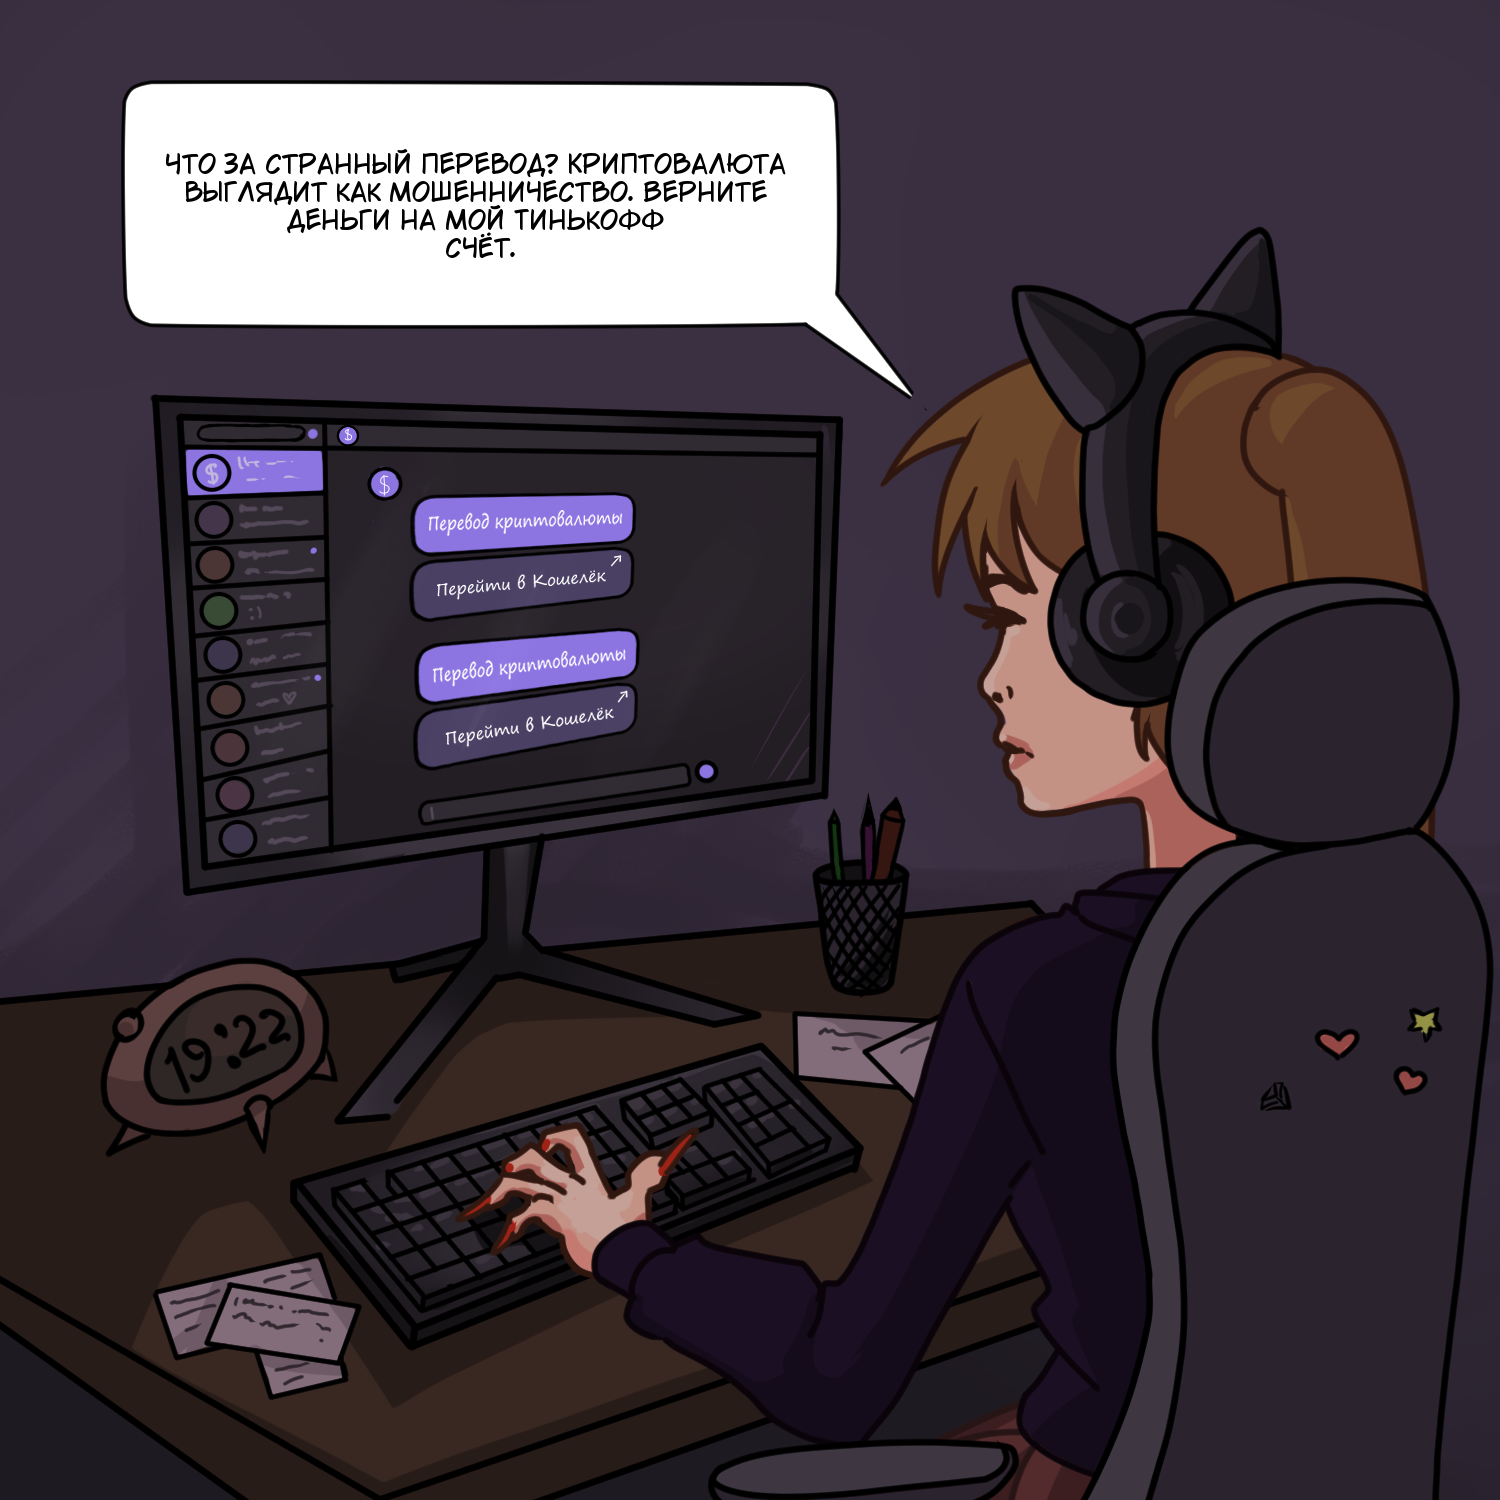 ЧТО ЗА СТРАННЫЙ ПЕРЕВОД? КРИПТОВАЛЮТА
ВЫГЛЯДИТ КАК МОШЕННИЧЕСТВО. ВЕРНИТЕ
ДЕНЬГИ НА МОЙ ТИНЬКОФФ
СЧЁТ.
$
$
$
Перевод криптовалюты
Перейти в Кошелёк
:)
Перевод криптовалюты
Перейти в Кошелёк
19:22